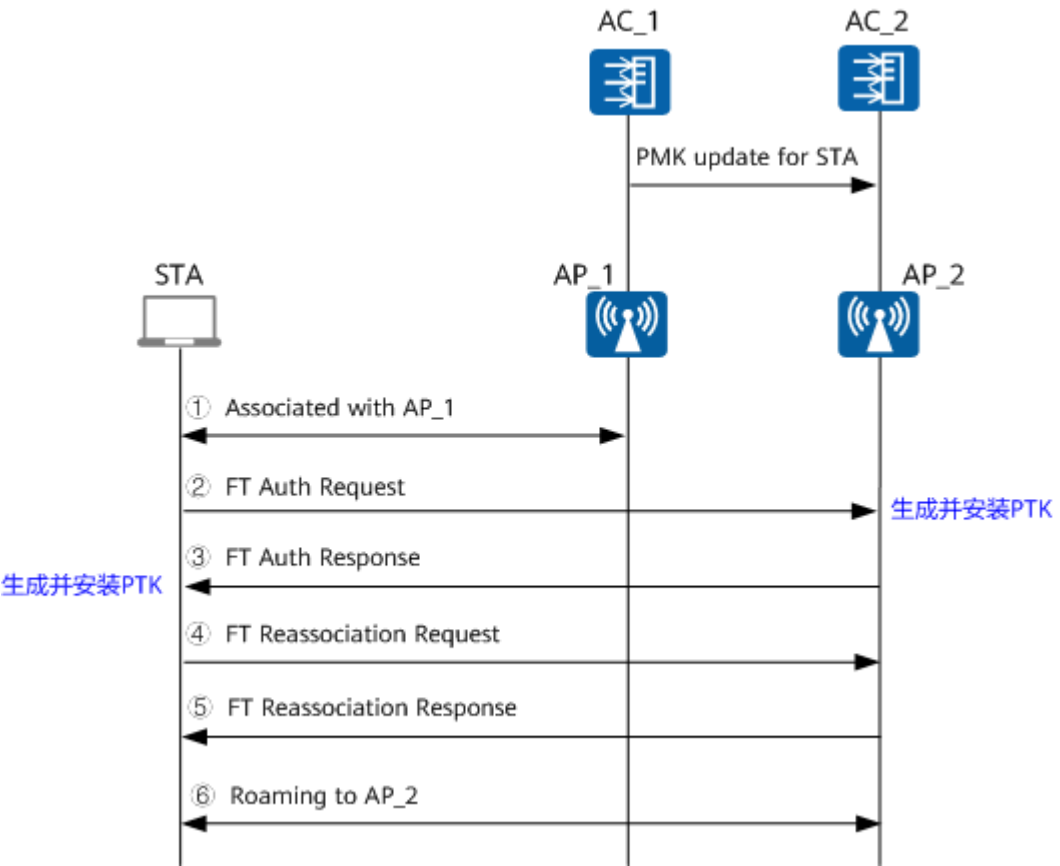 AC_1
AC_2
PMK update for STA
STA
AP_1
AP_2
① Associated with AP_1
② FT Auth Request
生成并安装PTK
③ FT Auth Response
生成并安装PTK
④ FT Reassociation Request
⑤ FT Reassociation Response
⑥ Roaming to AP_2